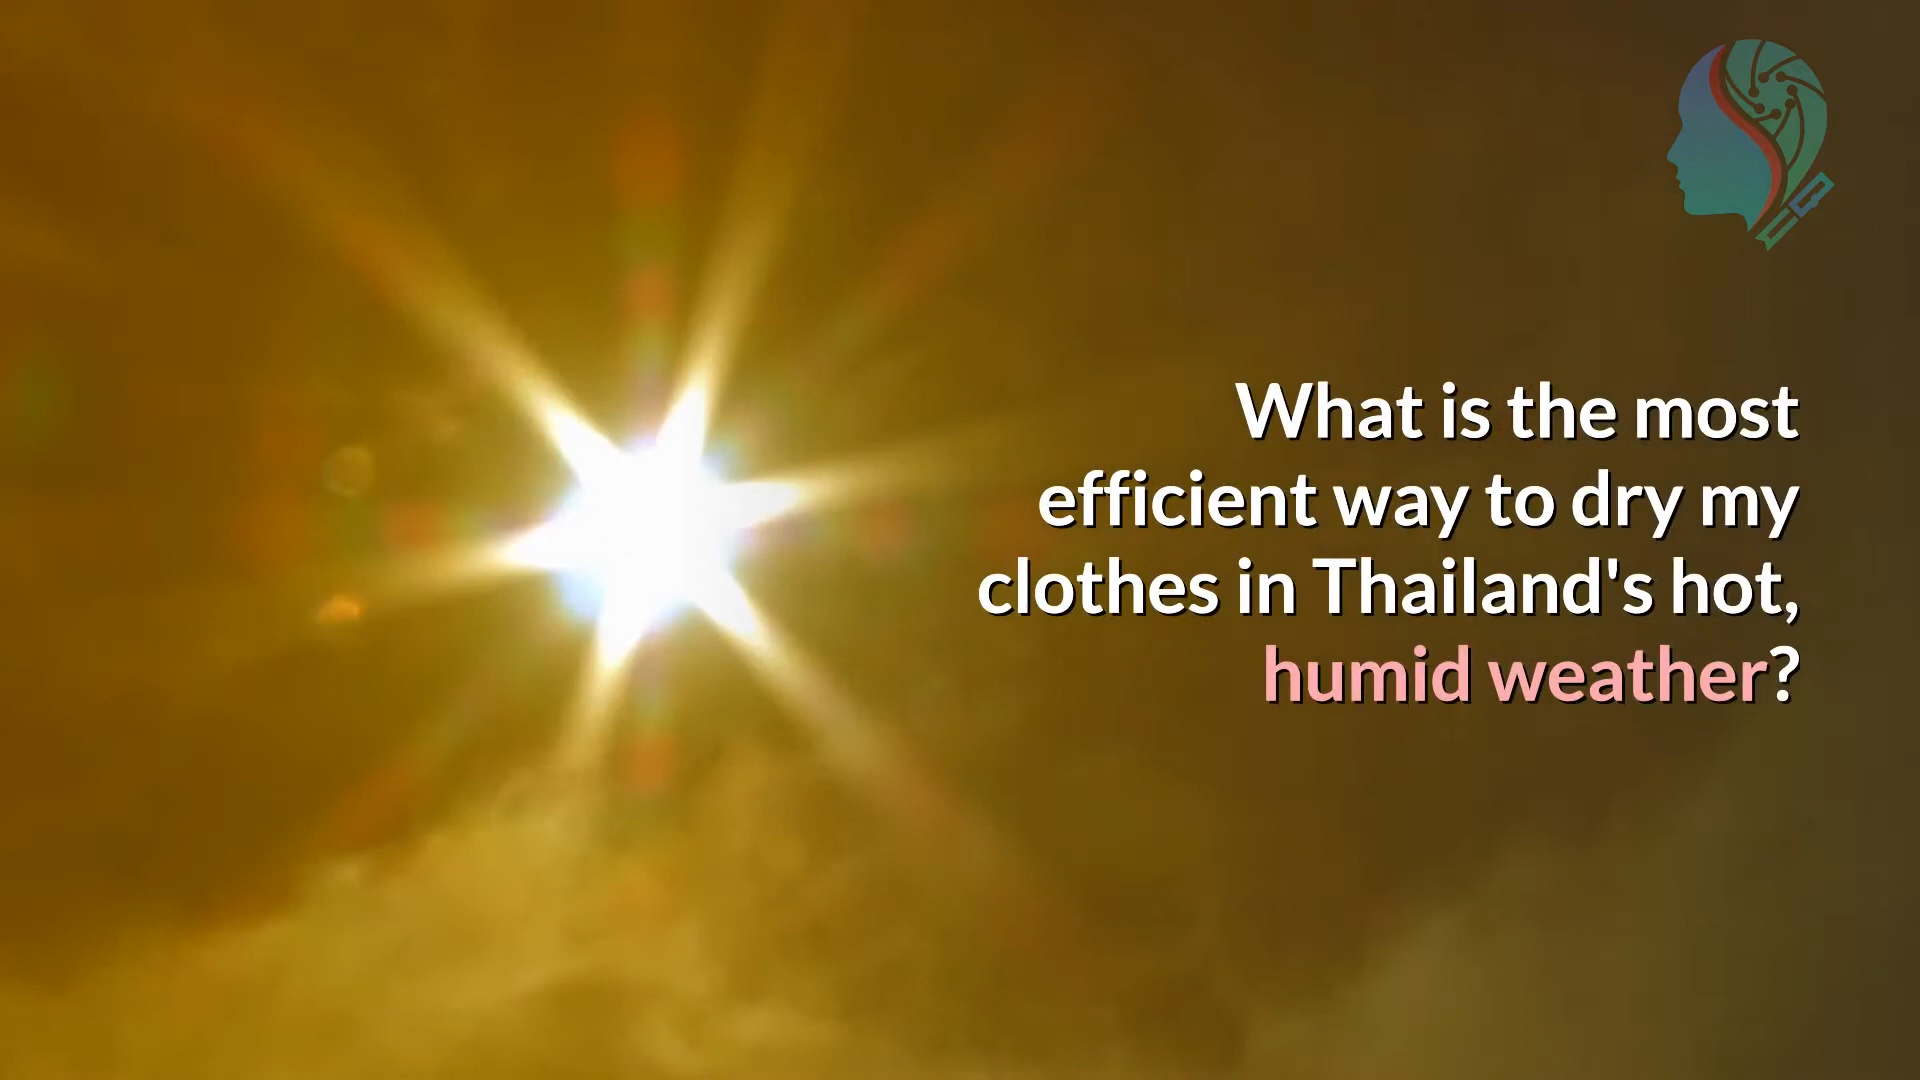 What is the most
efficient way to dry my
clothes in Thailand's hot,
humid weather?